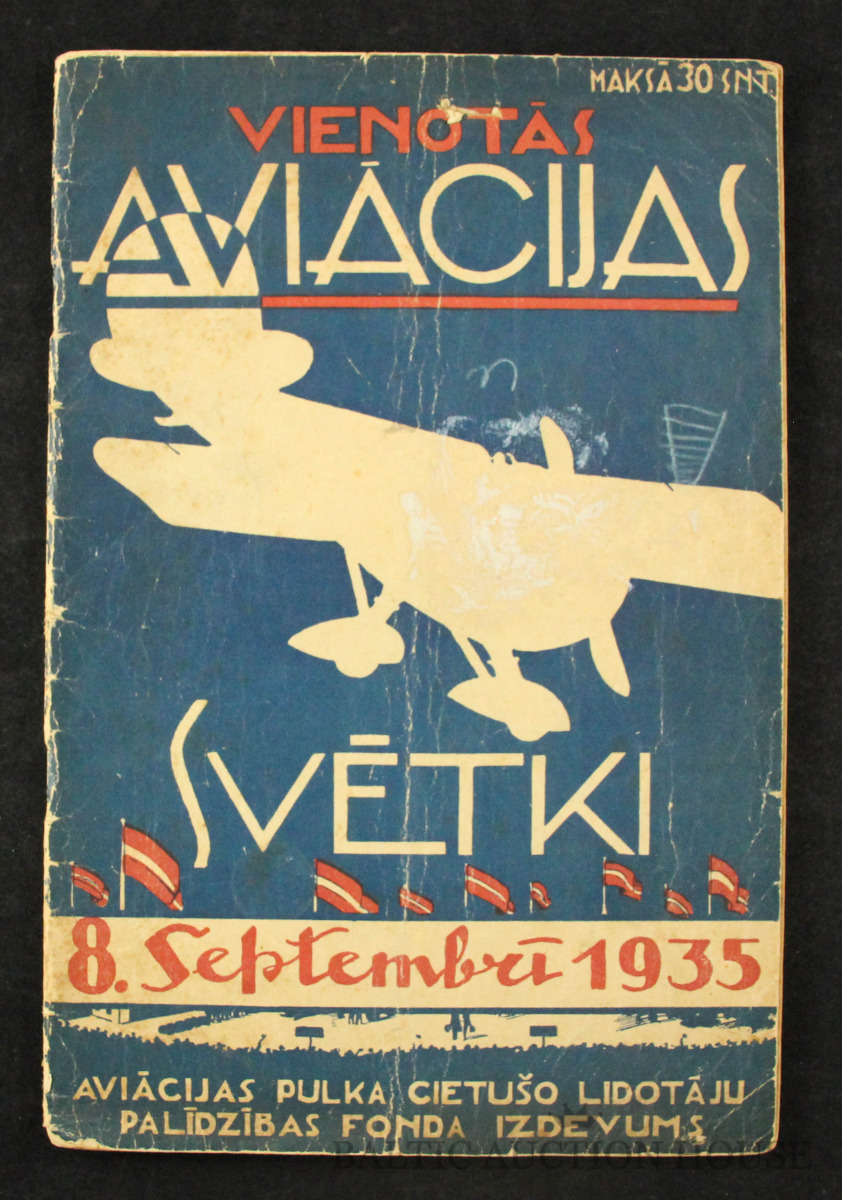 MAKSĀ 30 SNT.
VIENOTĀS
AVIĀCIJAS
SVĒTKI
8. Septembrī 1935
AVIĀCIJAS PULKA CIETUŠO LIDOTĀJU
PALĪDZĪBAS FONDA IZDEVUMS
BALTIC AUCTION HOUSE